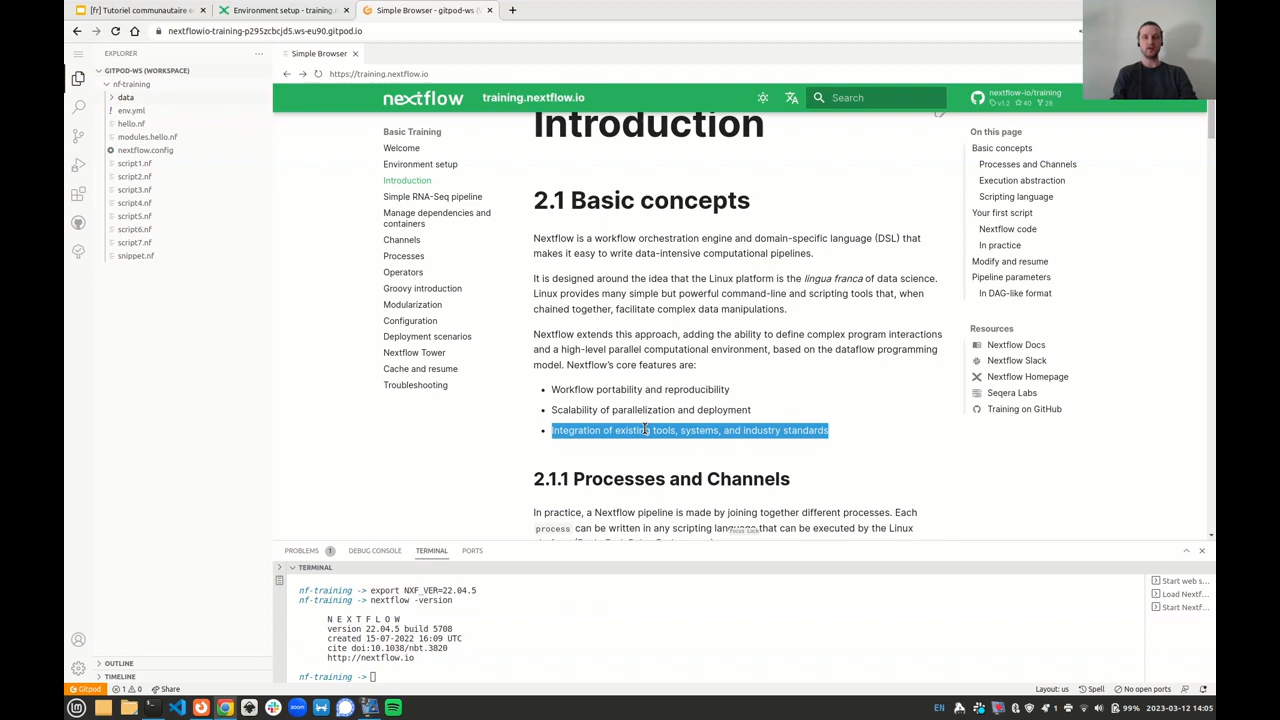 [fr] Tutoriel communautaire e
Environment setup - training.n
Simple Browser - gitpod-ws (W
nextflowio-training-p295zcbcjd5.ws-eu90.gitpod.io
EXPLORER
GITPOD-WS (WORKSPACE)
nf-training
data
env.yml
hello.nf
modules.hello.nf
nextflow.config
script1.nf
script2.nf
script3.nf
script4.nf
script5.nf
script6.nf
script7.nf
snippet.nf
OUTLINE
TIMELINE
Simple Browser
https://training.nextflow.io
nextflow
training.nextflow.io
Search
nextflow-io/training
v1.2 40 28
Basic Training
Welcome
Environment setup
Introduction
Simple RNA-Seq pipeline
Manage dependencies and
containers
Channels
Processes
Operators
Groovy introduction
Modularization
Configuration
Deployment scenarios
Nextflow Tower
Cache and resume
Troubleshooting
Introduction
2.1 Basic concepts
Nextflow is a workflow orchestration engine and domain-specific language (DSL) that
makes it easy to write data-intensive computational pipelines.
It is designed around the idea that the Linux platform is the lingua franca of data science.
Linux provides many simple but powerful command-line and scripting tools that, when
chained together, facilitate complex data manipulations.
Nextflow extends this approach, adding the ability to define complex program interactions
and a high-level parallel computational environment, based on the dataflow programming
model. Nextflow's core features are:
• Workflow portability and reproducibility
• Scalability of parallelization and deployment
• Integration of existing tools, systems, and industry standards
2.1.1 Processes and Channels
In practice, a Nextflow pipeline is made by joining together different processes. Each
process can be written in any scripting language that can be executed by the Linux
Focus Lock
On this page
Basic concepts
Processes and Channels
Execution abstraction
Scripting language
Your first script
Nextflow code
In practice
Modify and resume
Pipeline parameters
In DAG-like format
Resources
Nextflow Docs
Nextflow Slack
Nextflow Homepage
Seqera Labs
Training on GitHub
PROBLEMS 1 DEBUG CONSOLE TERMINAL PORTS
TERMINAL
nf-training -> export NXF_VER=22.04.5
nf-training -> nextflow -version
N E X T F L O W
version 22.04.5 build 5708
created 15-07-2022 16:09 UTC
cite doi:10.1038/nbt.3820
http://nextflow.io
nf-training ->
Start web s...
Load Nextf...
Start Nextf...
Gitpod 1 0 Share
Layout: us Spell No open ports
EN 1 99% 2023-03-12 14:05